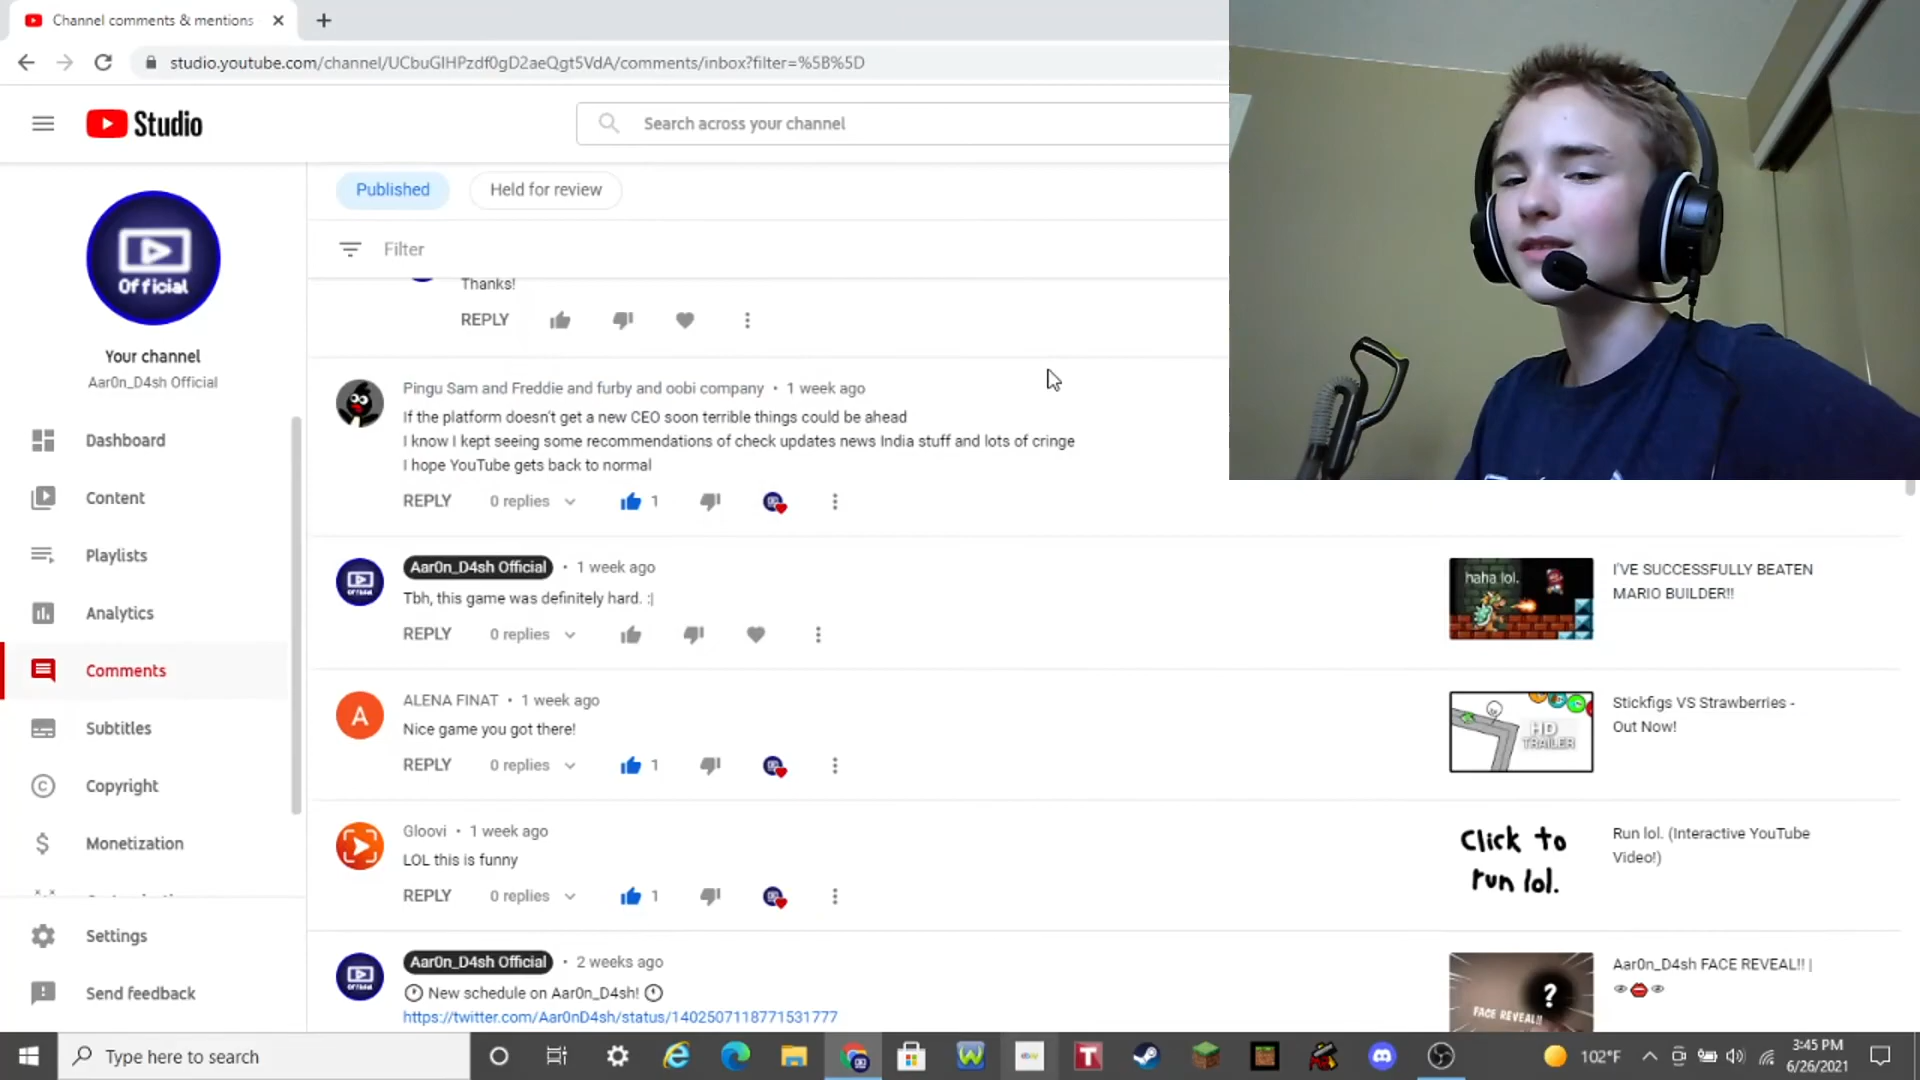 Channel comments & mentions
studio.youtube.com/channel/UCbuGIHPzdf0gD2aeQgt5VdA/comments/inbox?filter=%5B%5D
Studio
Search across your channel
Published
Held for review
Filter
Official
Your channel
Aar0n_D4sh Official
Dashboard
Content
Playlists
Analytics
Comments
Subtitles
Copyright
Monetization
Settings
Send feedback
Thanks!
REPLY
Pingu Sam and Freddie and furby and oobi company • 1 week ago
If the platform doesn't get a new CEO soon terrible things could be ahead
I know I kept seeing some recommendations of check updates news India stuff and lots of cringe
I hope YouTube gets back to normal
REPLY 0 replies 1
Aar0n_D4sh Official • 1 week ago
Tbh, this game was definitely hard. :|
REPLY 0 replies
haha lol.
I'VE SUCCESSFULLY BEATEN
MARIO BUILDER!!
A
ALENA FINAT • 1 week ago
Nice game you got there!
REPLY 0 replies 1
HD
TRAILER
Stickfigs VS Strawberries -
Out Now!
Gloovi • 1 week ago
LOL this is funny
REPLY 0 replies 1
Click to
run lol.
Run lol. (Interactive YouTube
Video!)
Aar0n_D4sh Official • 2 weeks ago
New schedule on Aar0n_D4sh!
https://twitter.com/Aar0nD4sh/status/1402507118771531777
?
FACE REVEAL!!
Aar0n_D4sh FACE REVEAL!! |
Type here to search
102°F
3:45 PM
6/26/2021